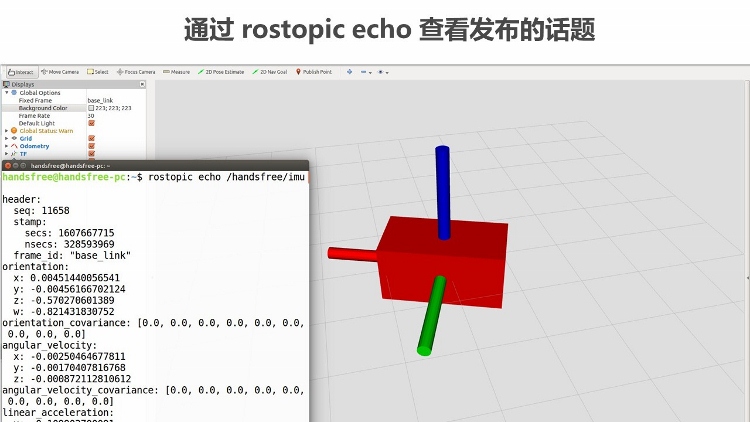 通过 rostopic echo 查看发布的话题
Interact Move Camera Select Focus Camera Measure 2D Pose Estimate 2D Nav Goal Publish Point
Displays
Global Options
Fixed Frame base_link
Background Color 223; 223; 223
Frame Rate 30
Default Light
Global Status: Warn
Grid
Odometry
TF
handsfree@handsfree-pc: ~
handsfree@handsfree-pc:~$ rostopic echo /handsfree/imu
header:
seq: 11658
stamp:
secs: 1607667715
nsecs: 328593969
frame_id: "base_link"
orientation:
x: 0.00451440056541
y: -0.00456166702124
z: -0.570270601389
w: -0.821431830752
orientation_covariance: [0.0, 0.0, 0.0, 0.0, 0.0, 0.0,
0.0, 0.0, 0.0]
angular_velocity:
x: -0.00250464677811
y: -0.00170407816768
z: -0.000872112810612
angular_velocity_covariance: [0.0, 0.0, 0.0, 0.0, 0.0,
0.0, 0.0, 0.0, 0.0]
linear_acceleration: